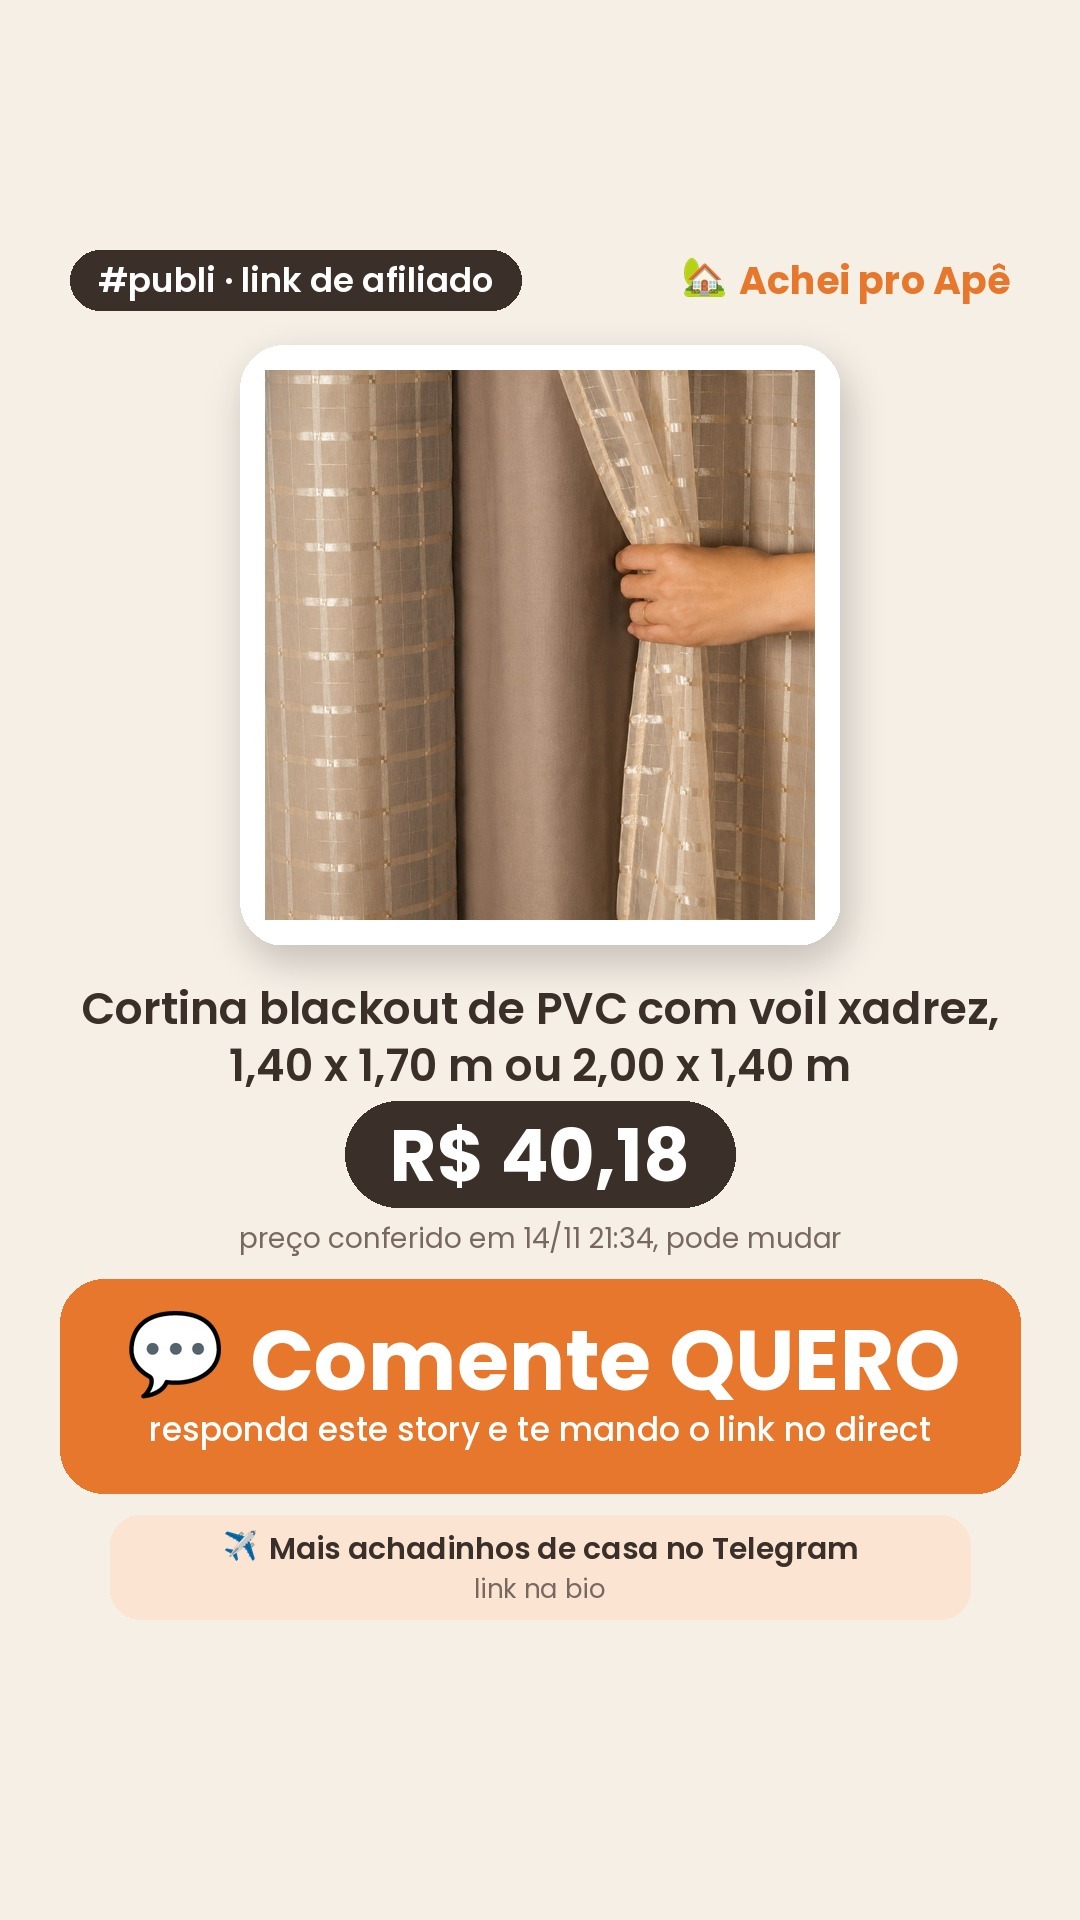 #publi · link de afiliado
🏡 Achei pro Apê
Cortina blackout de PVC com voil xadrez,
1,40 x 1,70 m ou 2,00 x 1,40 m
R$ 40,18
preço conferido em 14/11 21:34, pode mudar
💬 Comente QUERO
responda este story e te mando o link no direct
✈️ Mais achadinhos de casa no Telegram
link na bio